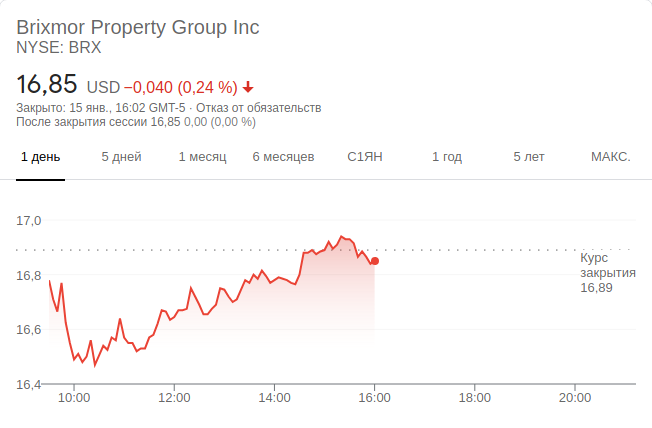 Brixmor Property Group Inc
NYSE: BRX
16,85 USD −0,040 (0,24 %)
Закрыто: 15 янв., 16:02 GMT-5 · Отказ от обязательств
После закрытия сессии 16,85 0,00 (0,00 %)
1 день 5 дней 1 месяц 6 месяцев С1ЯН 1 год 5 лет МАКС.
17,0
Курс
закрытия
16,89
16,8
16,6
16,4
10:00 12:00 14:00 16:00 18:00 20:00